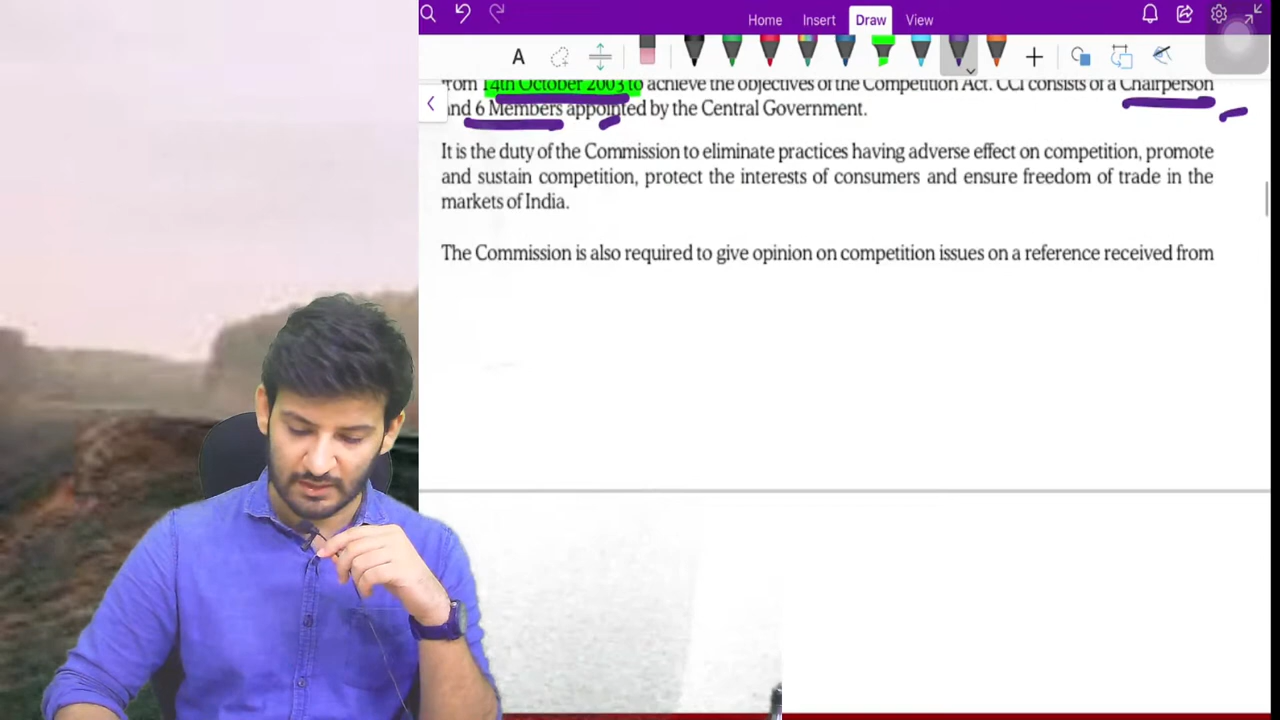 Home Insert Draw View
A
from 14th October 2003 to achieve the objectives of the Competition Act. CCI consists of a Chairperson
and 6 Members appointed by the Central Government.
It is the duty of the Commission to eliminate practices having adverse effect on competition, promote
and sustain competition, protect the interests of consumers and ensure freedom of trade in the
markets of India.
The Commission is also required to give opinion on competition issues on a reference received from